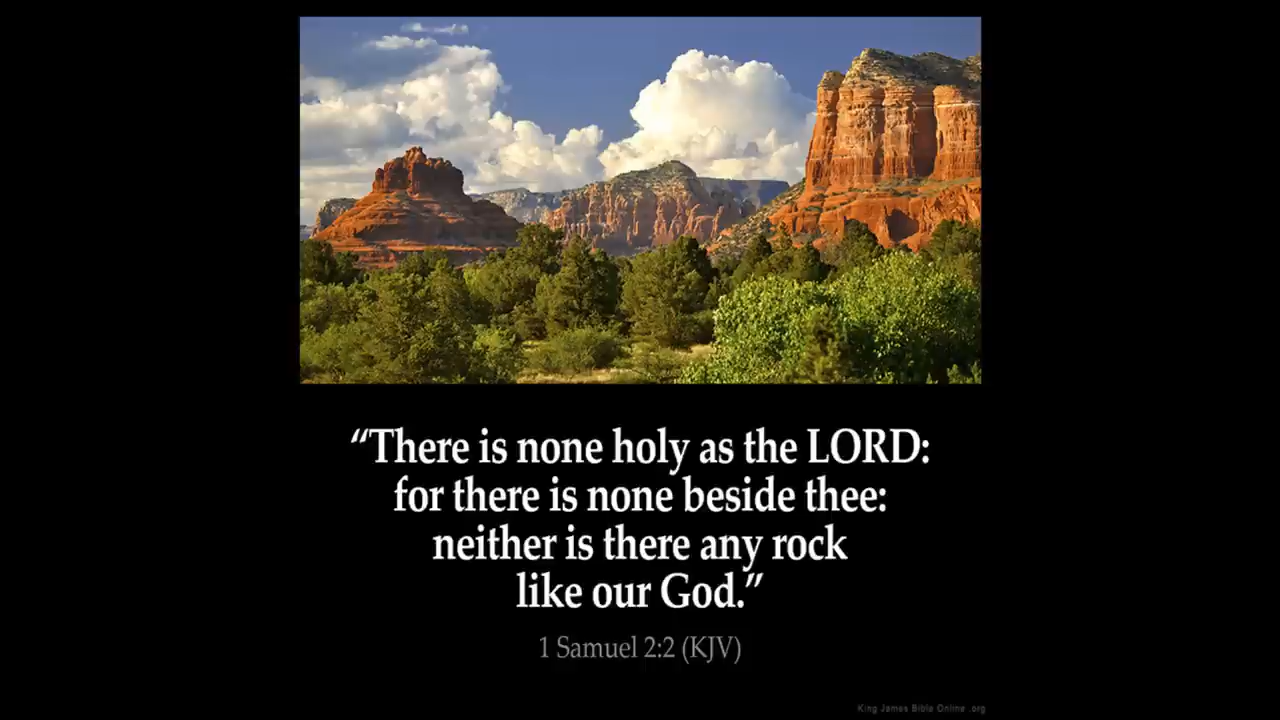 “There is none holy as the LORD:
for there is none beside thee:
neither is there any rock
like our God.”
1 Samuel 2:2 (KJV)
King James Bible Online .org